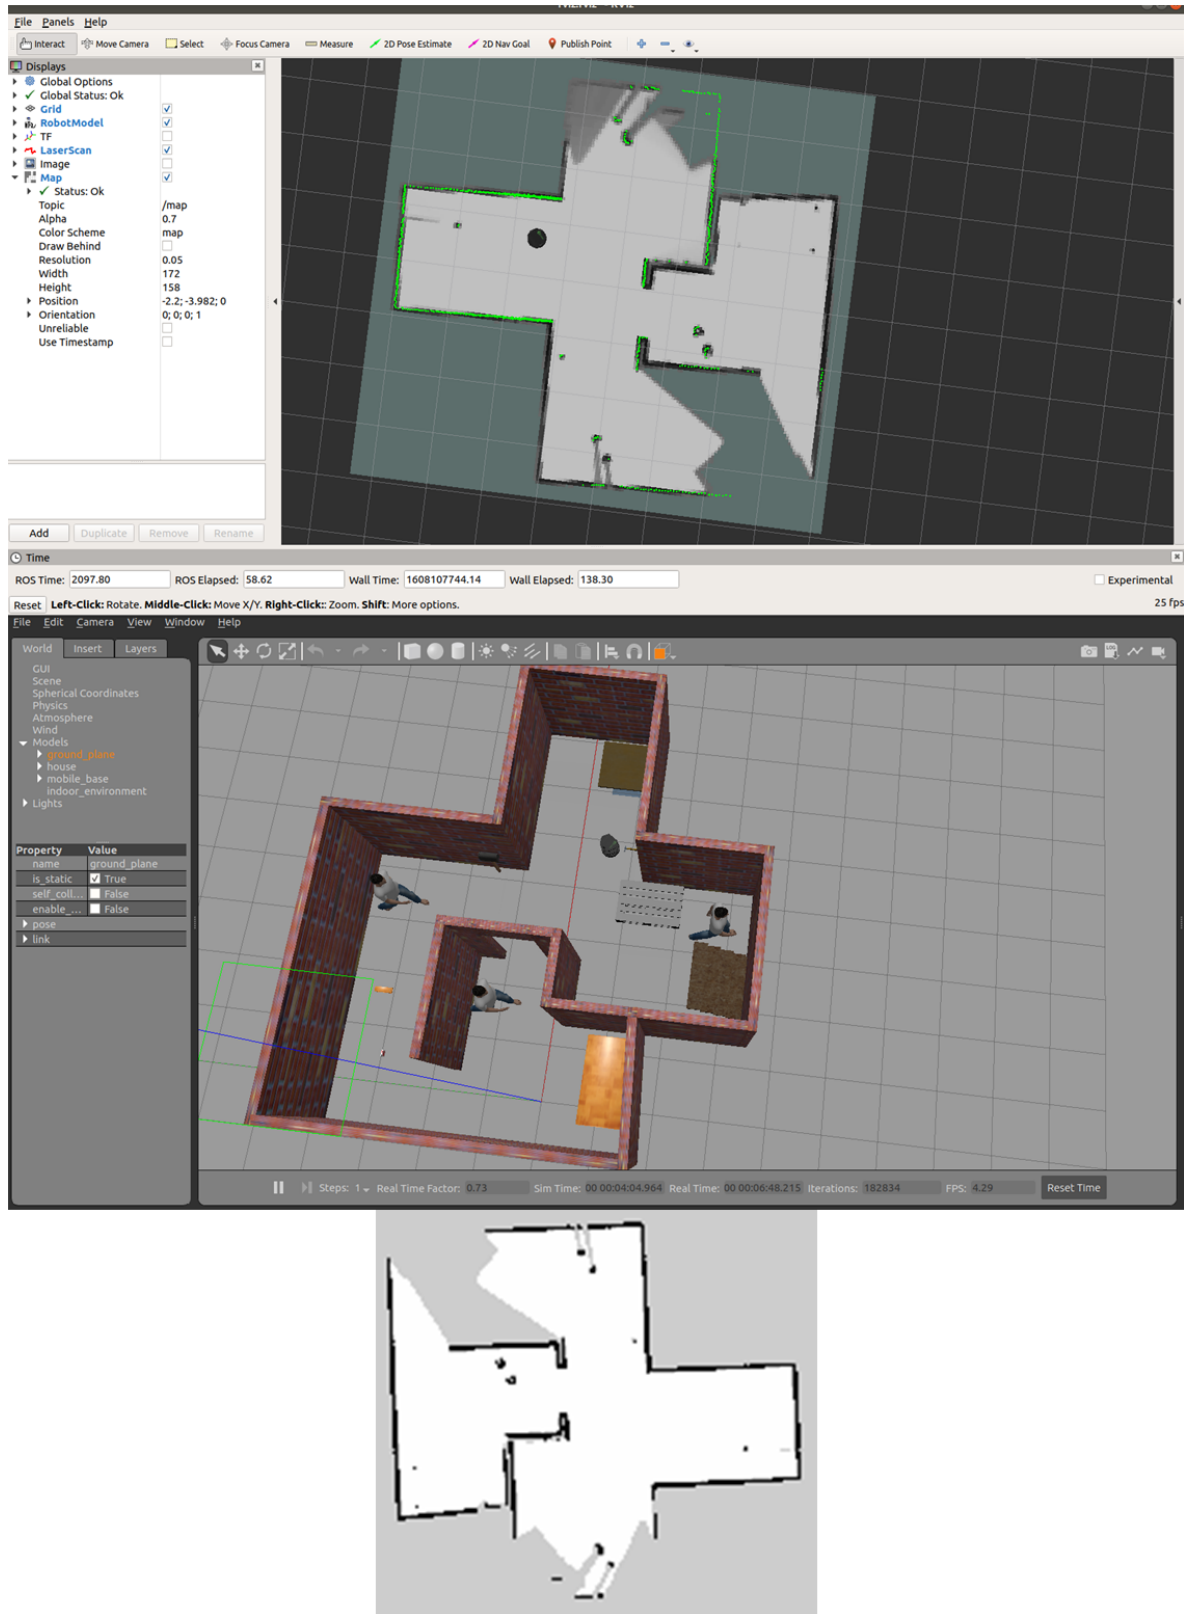 File Panels Help
Interact Move Camera Select Focus Camera Measure 2D Pose Estimate 2D Nav Goal Publish Point
Displays
Global Options
Global Status: Ok
Grid
RobotModel
TF
LaserScan
Image
Map
Status: Ok
Topic /map
Alpha 0.7
Color Scheme map
Draw Behind
Resolution 0.05
Width 172
Height 158
Position -2.2; -3.982; 0
Orientation 0; 0; 0; 1
Unreliable
Use Timestamp
Add Duplicate Remove Rename
Time
ROS Time: 2097.80 ROS Elapsed: 58.62 Wall Time: 1608107744.14 Wall Elapsed: 138.30 Experimental
Reset Left-Click: Rotate. Middle-Click: Move X/Y. Right-Click:: Zoom. Shift: More options. 25 fps
File Edit Camera View Window Help
World Insert Layers
GUI
Scene
Spherical Coordinates
Physics
Atmosphere
Wind
Models
ground_plane
house
mobile_base
indoor_environment
Lights
Property Value
name ground_plane
is_static True
self_coll... False
enable_... False
pose
link
Steps: 1 Real Time Factor: 0.73 Sim Time: 00 00:04:04.964 Real Time: 00 00:06:48.215 Iterations: 182834 FPS: 4.29 Reset Time